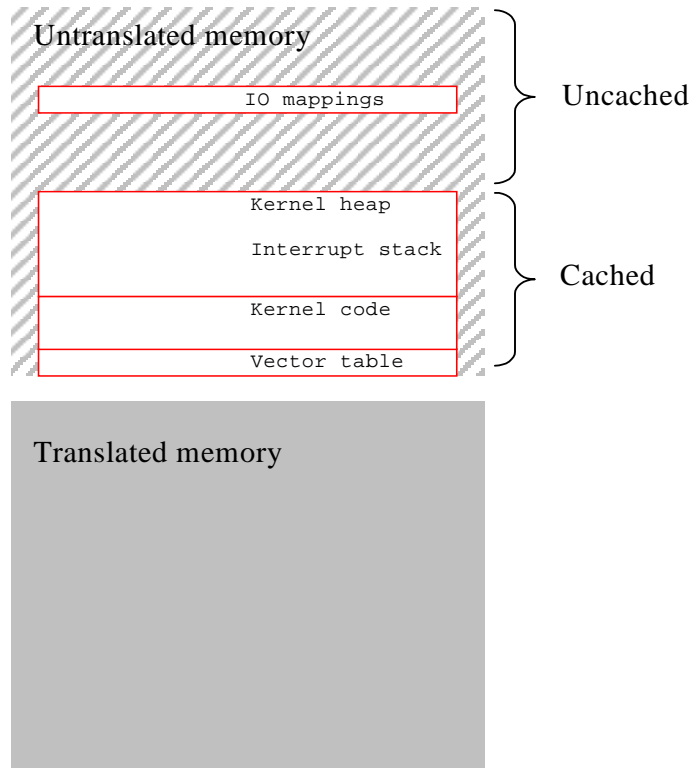 Untranslated memory
IO mappings
Uncached
Kernel heap
Interrupt stack
Cached
Kernel code
Vector table
Translated memory